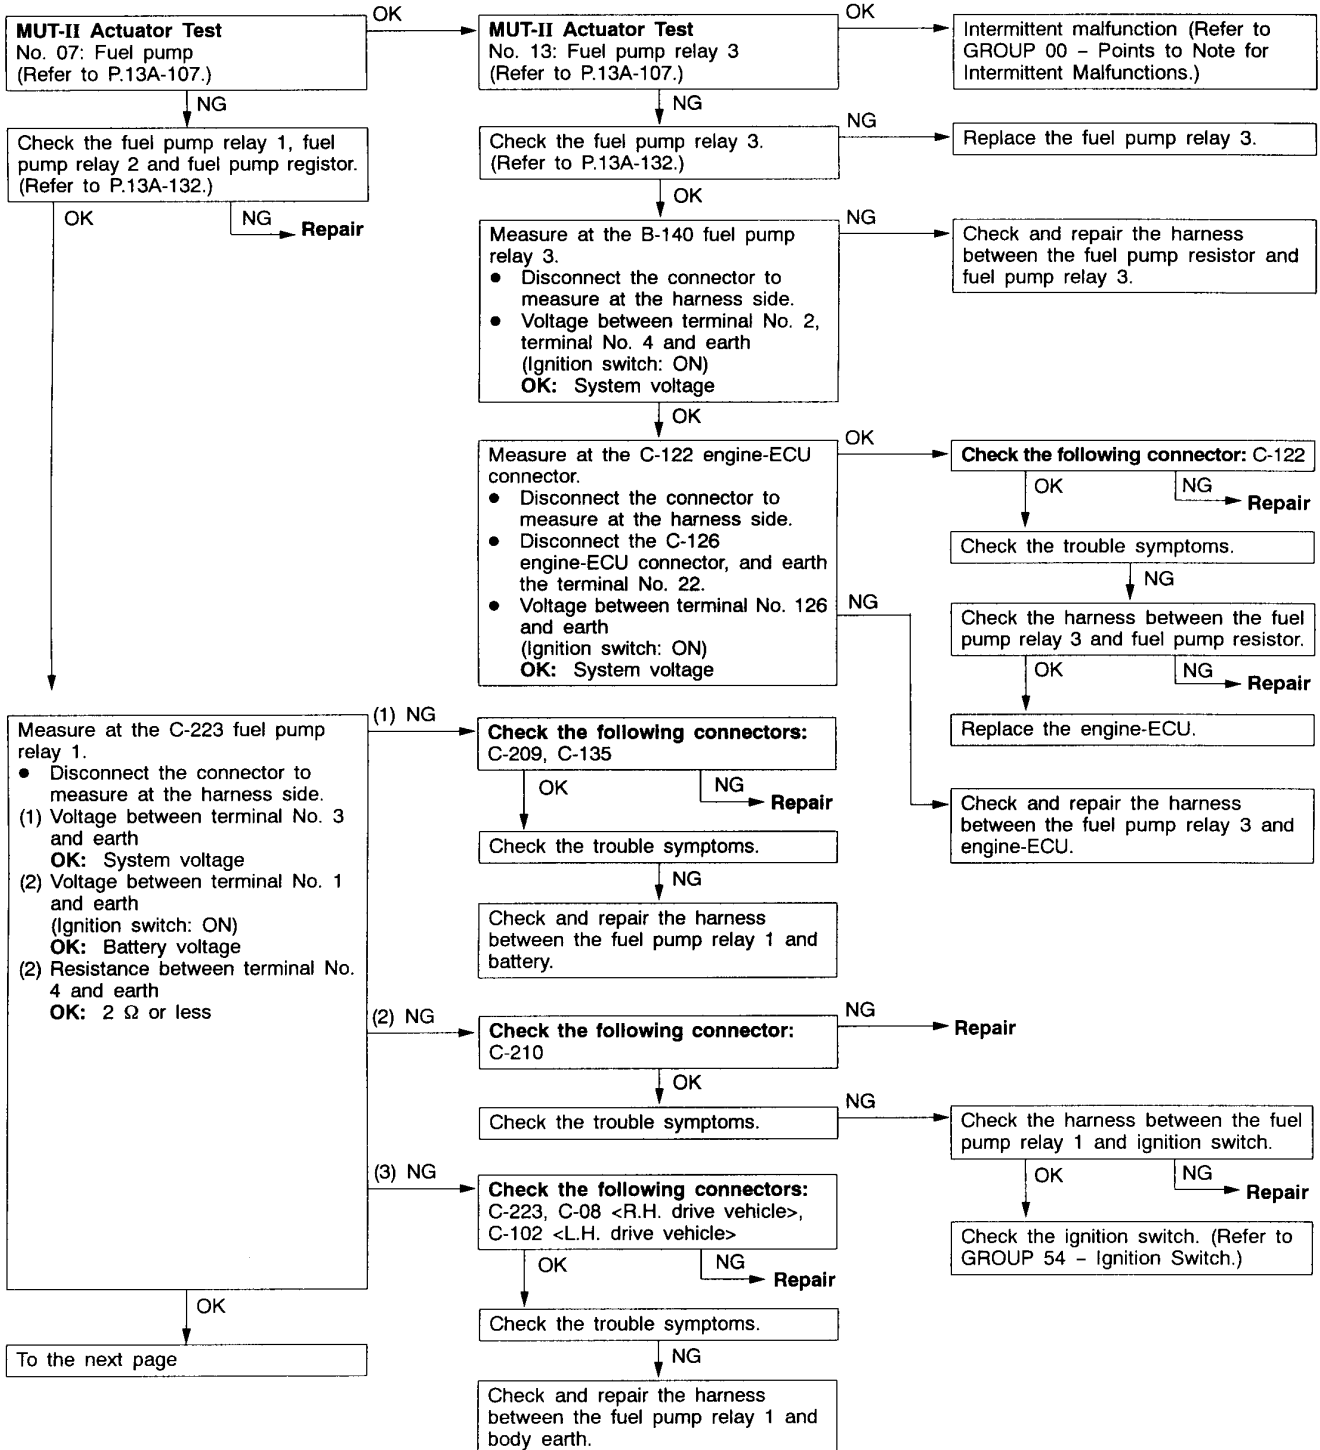 MUT-II Actuator Test
No. 07: Fuel pump
(Refer to P.13A-107.)
OK
MUT-II Actuator Test
No. 13: Fuel pump relay 3
(Refer to P.13A-107.)
OK
Intermittent malfunction (Refer to
GROUP 00 – Points to Note for
Intermittent Malfunctions.)
NG
NG
Check the fuel pump relay 1, fuel
pump relay 2 and fuel pump registor.
(Refer to P.13A-132.)
Check the fuel pump relay 3.
(Refer to P.13A-132.)
NG
Replace the fuel pump relay 3.
OK
NG
Repair
OK
Measure at the B-140 fuel pump
relay 3.
● Disconnect the connector to
measure at the harness side.
● Voltage between terminal No. 2,
terminal No. 4 and earth
(Ignition switch: ON)
OK: System voltage
NG
Check and repair the harness
between the fuel pump resistor and
fuel pump relay 3.
OK
Measure at the C-122 engine-ECU
connector.
● Disconnect the connector to
measure at the harness side.
● Disconnect the C-126
engine-ECU connector, and earth
the terminal No. 22.
● Voltage between terminal No. 126
and earth
(Ignition switch: ON)
OK: System voltage
OK
Check the following connector: C-122
OK
NG
Repair
Check the trouble symptoms.
NG
NG
Check the harness between the fuel
pump relay 3 and fuel pump resistor.
OK
NG
Repair
Replace the engine-ECU.
Check and repair the harness
between the fuel pump relay 3 and
engine-ECU.
Measure at the C-223 fuel pump
relay 1.
● Disconnect the connector to
measure at the harness side.
(1) Voltage between terminal No. 3
and earth
OK: System voltage
(2) Voltage between terminal No. 1
and earth
(Ignition switch: ON)
OK: Battery voltage
(2) Resistance between terminal No.
4 and earth
OK: 2 Ω or less
(1) NG
Check the following connectors:
C-209, C-135
OK
NG
Repair
Check the trouble symptoms.
NG
Check and repair the harness
between the fuel pump relay 1 and
battery.
(2) NG
Check the following connector:
C-210
NG
Repair
OK
Check the trouble symptoms.
NG
Check the harness between the fuel
pump relay 1 and ignition switch.
OK
NG
Repair
Check the ignition switch. (Refer to
GROUP 54 – Ignition Switch.)
(3) NG
Check the following connectors:
C-223, C-08 <R.H. drive vehicle>,
C-102 <L.H. drive vehicle>
OK
NG
Repair
Check the trouble symptoms.
NG
Check and repair the harness
between the fuel pump relay 1 and
body earth.
OK
To the next page